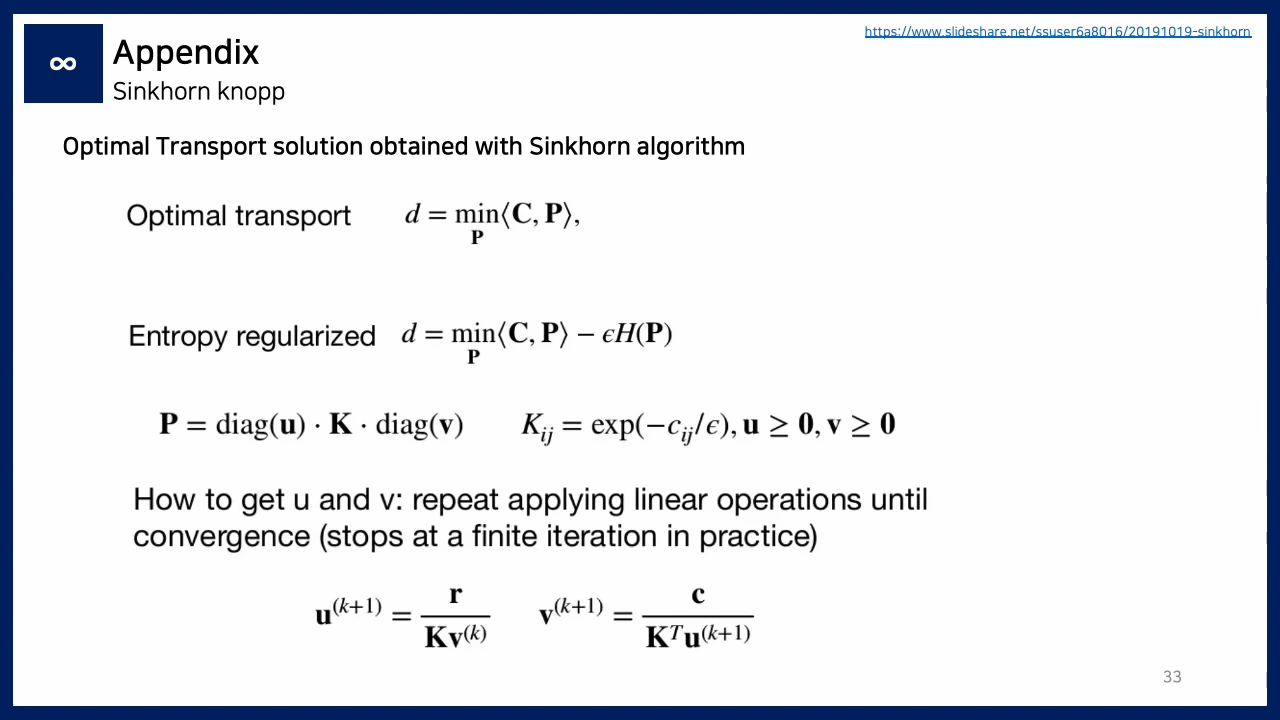 https://www.slideshare.net/ssuser6a8016/20191019-sinkhorn
∞
Appendix
Sinkhorn knopp
Optimal Transport solution obtained with Sinkhorn algorithm
Optimal transport d = min_P ⟨C, P⟩,
Entropy regularized d = min_P ⟨C, P⟩ − ϵH(P)
P = diag(u) · K · diag(v) K_ij = exp(−c_ij/ϵ), u ≥ 0, v ≥ 0
How to get u and v: repeat applying linear operations until
convergence (stops at a finite iteration in practice)
u^(k+1) = r / Kv^(k) v^(k+1) = c / K^T u^(k+1)
33